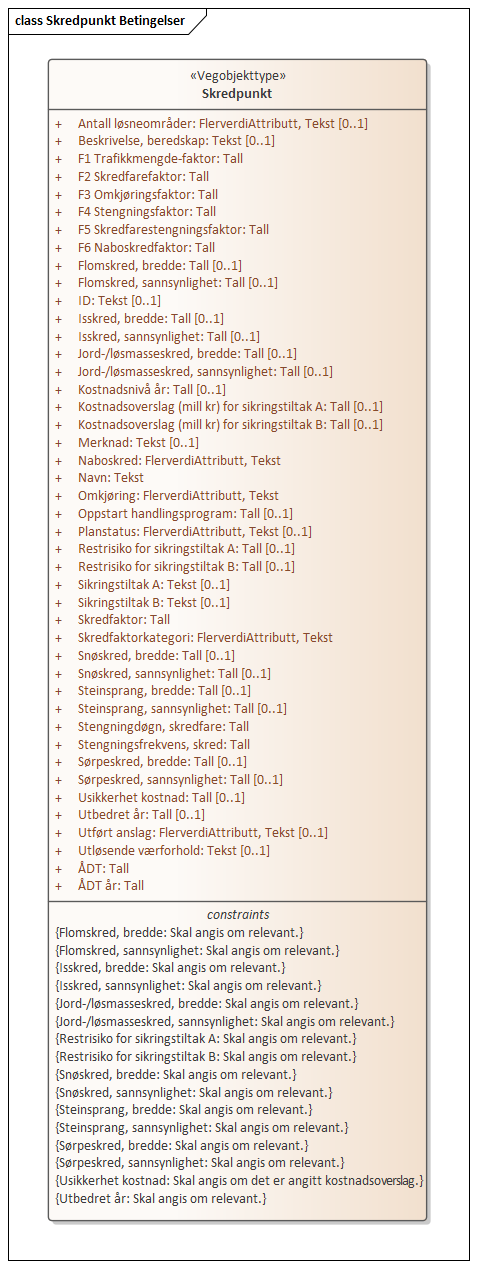 class Skredpunkt Betingelser
«Vegobjekttype»
Skredpunkt
+ Antall løsneområder: FlerverdiAttributt, Tekst [0..1]
+ Beskrivelse, beredskap: Tekst [0..1]
+ F1 Trafikkmengde-faktor: Tall
+ F2 Skredfarefaktor: Tall
+ F3 Omkjøringsfaktor: Tall
+ F4 Stengningsfaktor: Tall
+ F5 Skredfarestengningsfaktor: Tall
+ F6 Naboskredfaktor: Tall
+ Flomskred, bredde: Tall [0..1]
+ Flomskred, sannsynlighet: Tall [0..1]
+ ID: Tekst [0..1]
+ Isskred, bredde: Tall [0..1]
+ Isskred, sannsynlighet: Tall [0..1]
+ Jord-/løsmasseskred, bredde: Tall [0..1]
+ Jord-/løsmasseskred, sannsynlighet: Tall [0..1]
+ Kostnadsnivå år: Tall [0..1]
+ Kostnadsoverslag (mill kr) for sikringstiltak A: Tall [0..1]
+ Kostnadsoverslag (mill kr) for sikringstiltak B: Tall [0..1]
+ Merknad: Tekst [0..1]
+ Naboskred: FlerverdiAttributt, Tekst
+ Navn: Tekst
+ Omkjøring: FlerverdiAttributt, Tekst
+ Oppstart handlingsprogram: Tall [0..1]
+ Planstatus: FlerverdiAttributt, Tekst [0..1]
+ Restrisiko for sikringstiltak A: Tall [0..1]
+ Restrisiko for sikringstiltak B: Tall [0..1]
+ Sikringstiltak A: Tekst [0..1]
+ Sikringstiltak B: Tekst [0..1]
+ Skredfaktor: Tall
+ Skredfaktorkategori: FlerverdiAttributt, Tekst
+ Snøskred, bredde: Tall [0..1]
+ Snøskred, sannsynlighet: Tall [0..1]
+ Steinsprang, bredde: Tall [0..1]
+ Steinsprang, sannsynlighet: Tall [0..1]
+ Stengningdøgn, skredfare: Tall
+ Stengningsfrekvens, skred: Tall
+ Sørpeskred, bredde: Tall [0..1]
+ Sørpeskred, sannsynlighet: Tall [0..1]
+ Usikkerhet kostnad: Tall [0..1]
+ Utbedret år: Tall [0..1]
+ Utført anslag: FlerverdiAttributt, Tekst [0..1]
+ Utløsende værforhold: Tekst [0..1]
+ ÅDT: Tall
+ ÅDT år: Tall
constraints
{Flomskred, bredde: Skal angis om relevant.}
{Flomskred, sannsynlighet: Skal angis om relevant.}
{Isskred, bredde: Skal angis om relevant.}
{Isskred, sannsynlighet: Skal angis om relevant.}
{Jord-/løsmasseskred, bredde: Skal angis om relevant.}
{Jord-/løsmasseskred, sannsynlighet: Skal angis om relevant.}
{Restrisiko for sikringstiltak A: Skal angis om relevant.}
{Restrisiko for sikringstiltak B: Skal angis om relevant.}
{Snøskred, bredde: Skal angis om relevant.}
{Snøskred, sannsynlighet: Skal angis om relevant.}
{Steinsprang, bredde: Skal angis om relevant.}
{Steinsprang, sannsynlighet: Skal angis om relevant.}
{Sørpeskred, bredde: Skal angis om relevant.}
{Sørpeskred, sannsynlighet: Skal angis om relevant.}
{Usikkerhet kostnad: Skal angis om det er angitt kostnadsoverslag.}
{Utbedret år: Skal angis om relevant.}